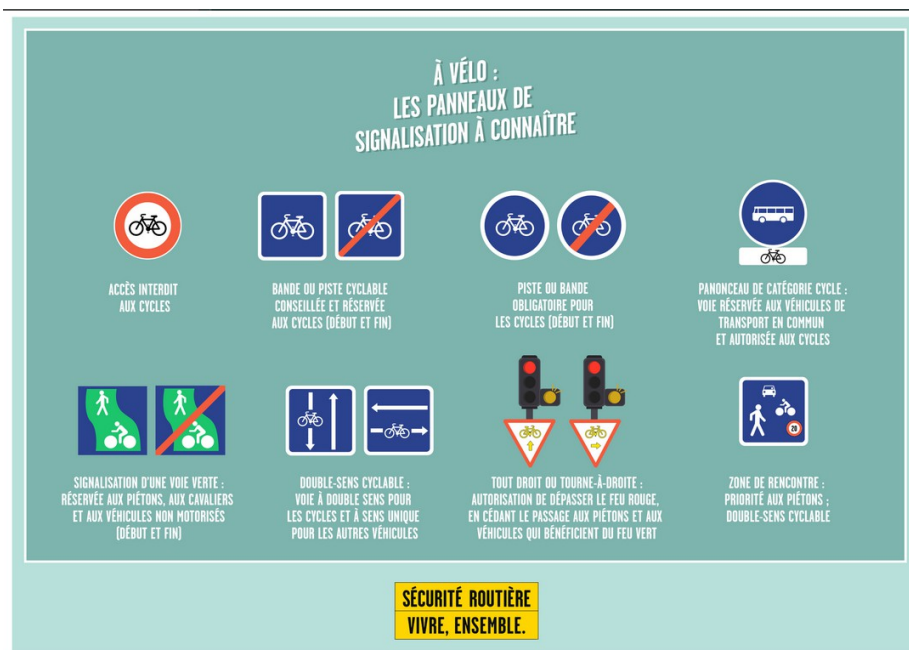 À VÉLO :
LES PANNEAUX DE
SIGNALISATION À CONNAÎTRE
ACCÈS INTERDIT
AUX CYCLES
BANDE OU PISTE CYCLABLE
CONSEILLÉE ET RÉSERVÉE
AUX CYCLES (DÉBUT ET FIN)
PISTE OU BANDE
OBLIGATOIRE POUR
LES CYCLES (DÉBUT ET FIN)
PANONCEAU DE CATÉGORIE CYCLE :
VOIE RÉSERVÉE AUX VÉHICULES DE
TRANSPORT EN COMMUN
ET AUTORISÉE AUX CYCLES
SIGNALISATION D'UNE VOIE VERTE :
RÉSERVÉE AUX PIÉTONS, AUX CAVALIERS
ET AUX VÉHICULES NON MOTORISÉS
(DÉBUT ET FIN)
DOUBLE-SENS CYCLABLE :
VOIE À DOUBLE SENS POUR
LES CYCLES ET À SENS UNIQUE
POUR LES AUTRES VÉHICULES
TOUT DROIT OU TOURNE-À-DROITE :
AUTORISATION DE DÉPASSER LE FEU ROUGE,
EN CÉDANT LE PASSAGE AUX PIÉTONS ET AUX
VÉHICULES QUI BÉNÉFICIENT DU FEU VERT
20
ZONE DE RENCONTRE :
PRIORITÉ AUX PIÉTONS ;
DOUBLE-SENS CYCLABLE
SÉCURITÉ ROUTIÈRE
VIVRE, ENSEMBLE.